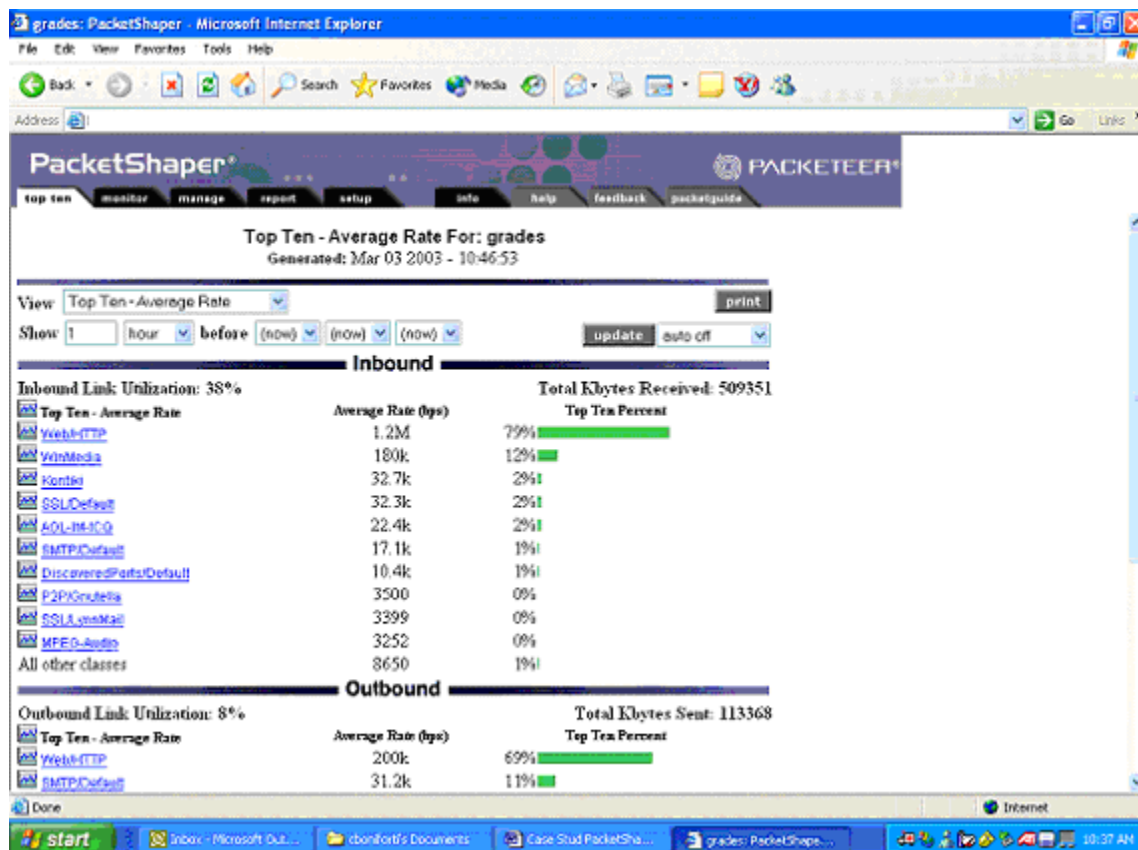 grades: PacketShaper - Microsoft Internet Explorer
File Edit View Favorites Tools Help
Back Search Favorites Media
Address Go Links
PacketShaper® PACKETEER®
top ten monitor manage report setup info help feedback packetguide
Top Ten - Average Rate For: grades
Generated: Mar 03 2003 - 10:46:53
View Top Ten - Average Rate print
Show 1 hour before (now) (now) (now) update auto off
Inbound
Inbound Link Utilization: 38% Total Kbytes Received: 509351
Top Ten - Average Rate Average Rate (bps) Top Ten Percent
Web/HTTP 1.2M 79%
WinMedia 180k 12%
Kontiki 32.7k 2%
SSL/Default 32.3k 2%
AOL-IM-ICQ 22.4k 2%
SMTP/Default 17.1k 1%
DiscoveredPorts/Default 10.4k 1%
P2P/Gnutella 3500 0%
SSL/LynnMail 3399 0%
MPEG-Audio 3252 0%
All other classes 8650 1%
Outbound
Outbound Link Utilization: 8% Total Kbytes Sent: 113368
Top Ten - Average Rate Average Rate (bps) Top Ten Percent
Web/HTTP 200k 69%
SMTP/Default 31.2k 11%
Done Internet
start Inbox - Microsoft Out... cboniforti's Documents Case Stud PacketSha... grades: PacketShape... 10:37 AM